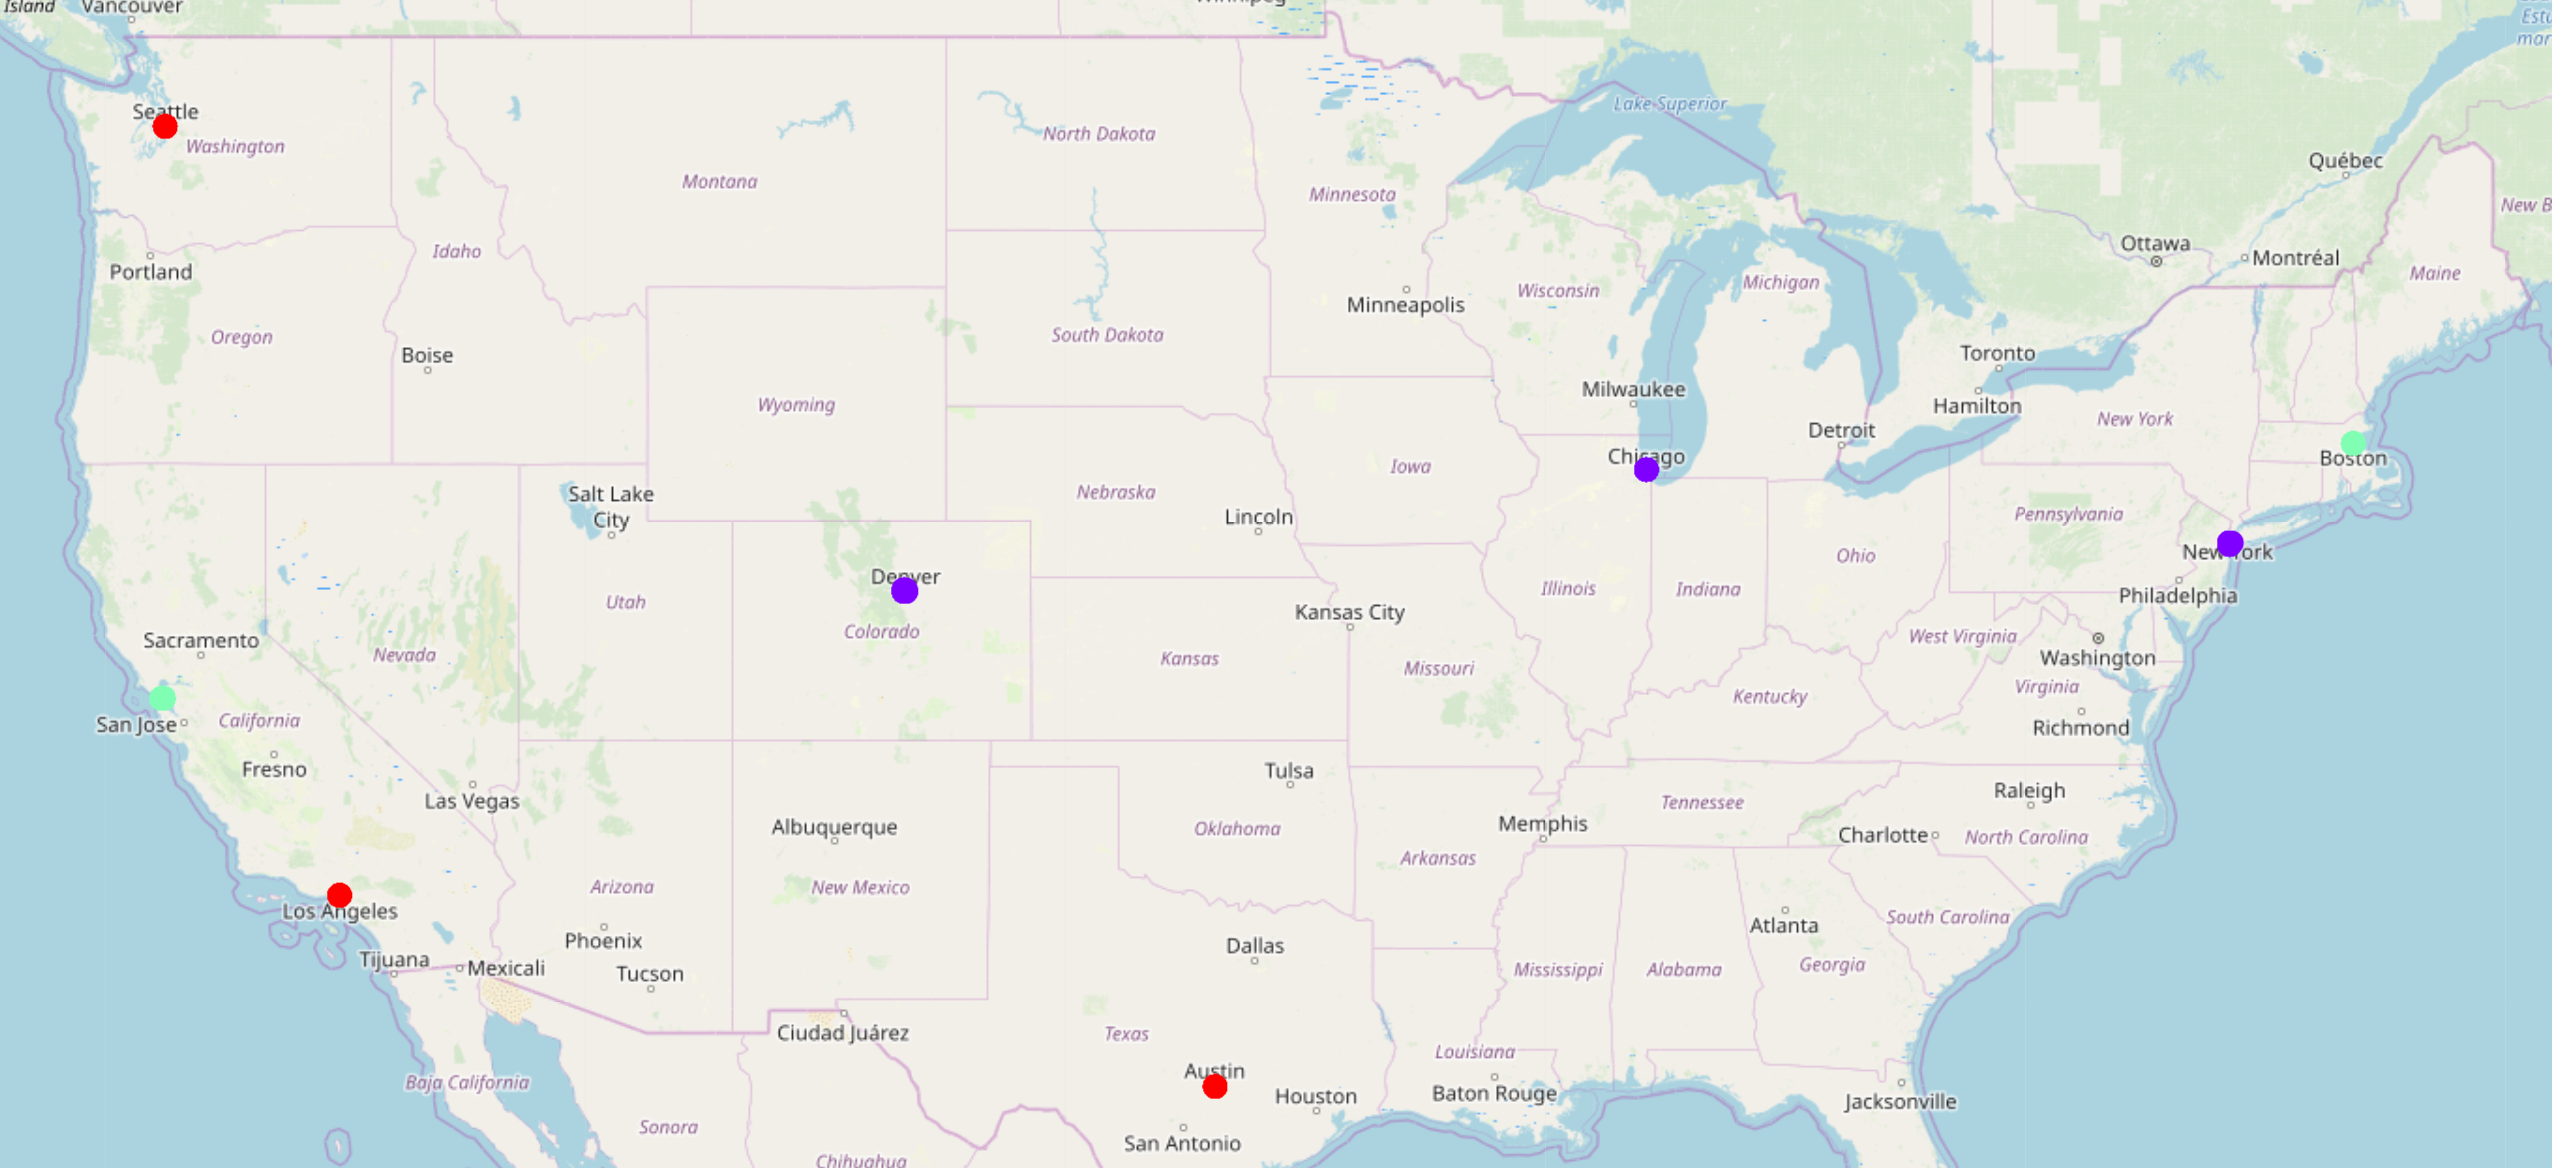 Island
Vancouver
Winnipeg
Seattle
Washington
Montana
North Dakota
Minnesota
Lake Superior
Québec
New B
Ottawa
Montréal
Maine
Portland
Idaho
Oregon
Boise
Wyoming
South Dakota
Minneapolis
Wisconsin
Michigan
Toronto
Hamilton
Milwaukee
Detroit
New York
Chicago
Boston
Iowa
Nebraska
Lincoln
Salt Lake
City
Pennsylvania
New York
Philadelphia
Ohio
Illinois
Indiana
Denver
Colorado
Utah
Kansas City
Sacramento
Nevada
Kansas
Missouri
West Virginia
Washington
Virginia
Richmond
Kentucky
San Jose
California
Fresno
Las Vegas
Tulsa
Raleigh
Tennessee
Albuquerque
Oklahoma
Memphis
Charlotte
North Carolina
Arkansas
Arizona
New Mexico
Los Angeles
South Carolina
Atlanta
Phoenix
Dallas
Tijuana
Mexicali
Tucson
Mississippi
Alabama
Georgia
Ciudad Juárez
Texas
Louisiana
Austin
Baja California
Houston
Baton Rouge
Jacksonville
Sonora
San Antonio
Chihuahua